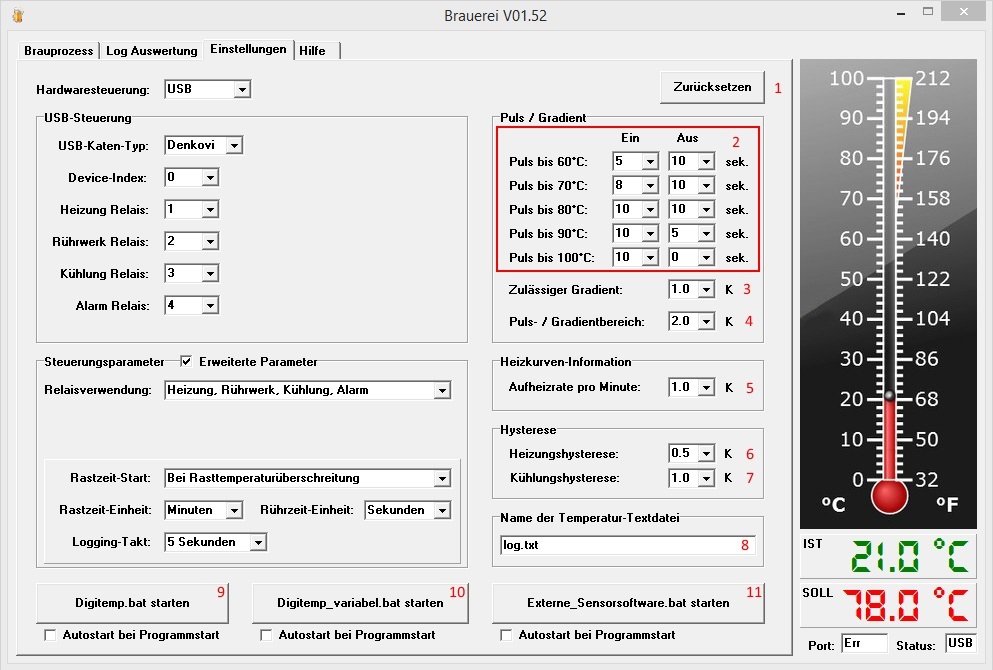 Brauerei V01.52
Brauprozess Log Auswertung Einstellungen Hilfe
Hardwaresteuerung: USB
Zurücksetzen 1
USB-Steuerung
USB-Katen-Typ: Denkovi
Device-Index: 0
Heizung Relais: 1
Rührwerk Relais: 2
Kühlung Relais: 3
Alarm Relais: 4
Puls / Gradient
Ein Aus 2
Puls bis 60°C: 5 10 sek.
Puls bis 70°C: 8 10 sek.
Puls bis 80°C: 10 10 sek.
Puls bis 90°C: 10 5 sek.
Puls bis 100°C: 10 0 sek.
Zulässiger Gradient: 1.0 K 3
Puls- / Gradientbereich: 2.0 K 4
Steuerungsparameter Erweiterte Parameter
Relaisverwendung: Heizung, Rührwerk, Kühlung, Alarm
Rastzeit-Start: Bei Rasttemperaturüberschreitung
Rastzeit-Einheit: Minuten Rührzeit-Einheit: Sekunden
Logging-Takt: 5 Sekunden
Heizkurven-Information
Aufheizrate pro Minute: 1.0 K 5
Hysterese
Heizungshysterese: 0.5 K 6
Kühlungshysterese: 1.0 K 7
Name der Temperatur-Textdatei
log.txt 8
Digitemp.bat starten 9
Autostart bei Programmstart
Digitemp_variabel.bat starten 10
Autostart bei Programmstart
Externe_Sensorsoftware.bat starten 11
Autostart bei Programmstart
100 212
90 194
80 176
70 158
60 140
50 122
40 104
30 86
20 68
10 50
0 32
°C °F
IST 21.0 °C
SOLL 78.0 °C
Port: Err Status: USB